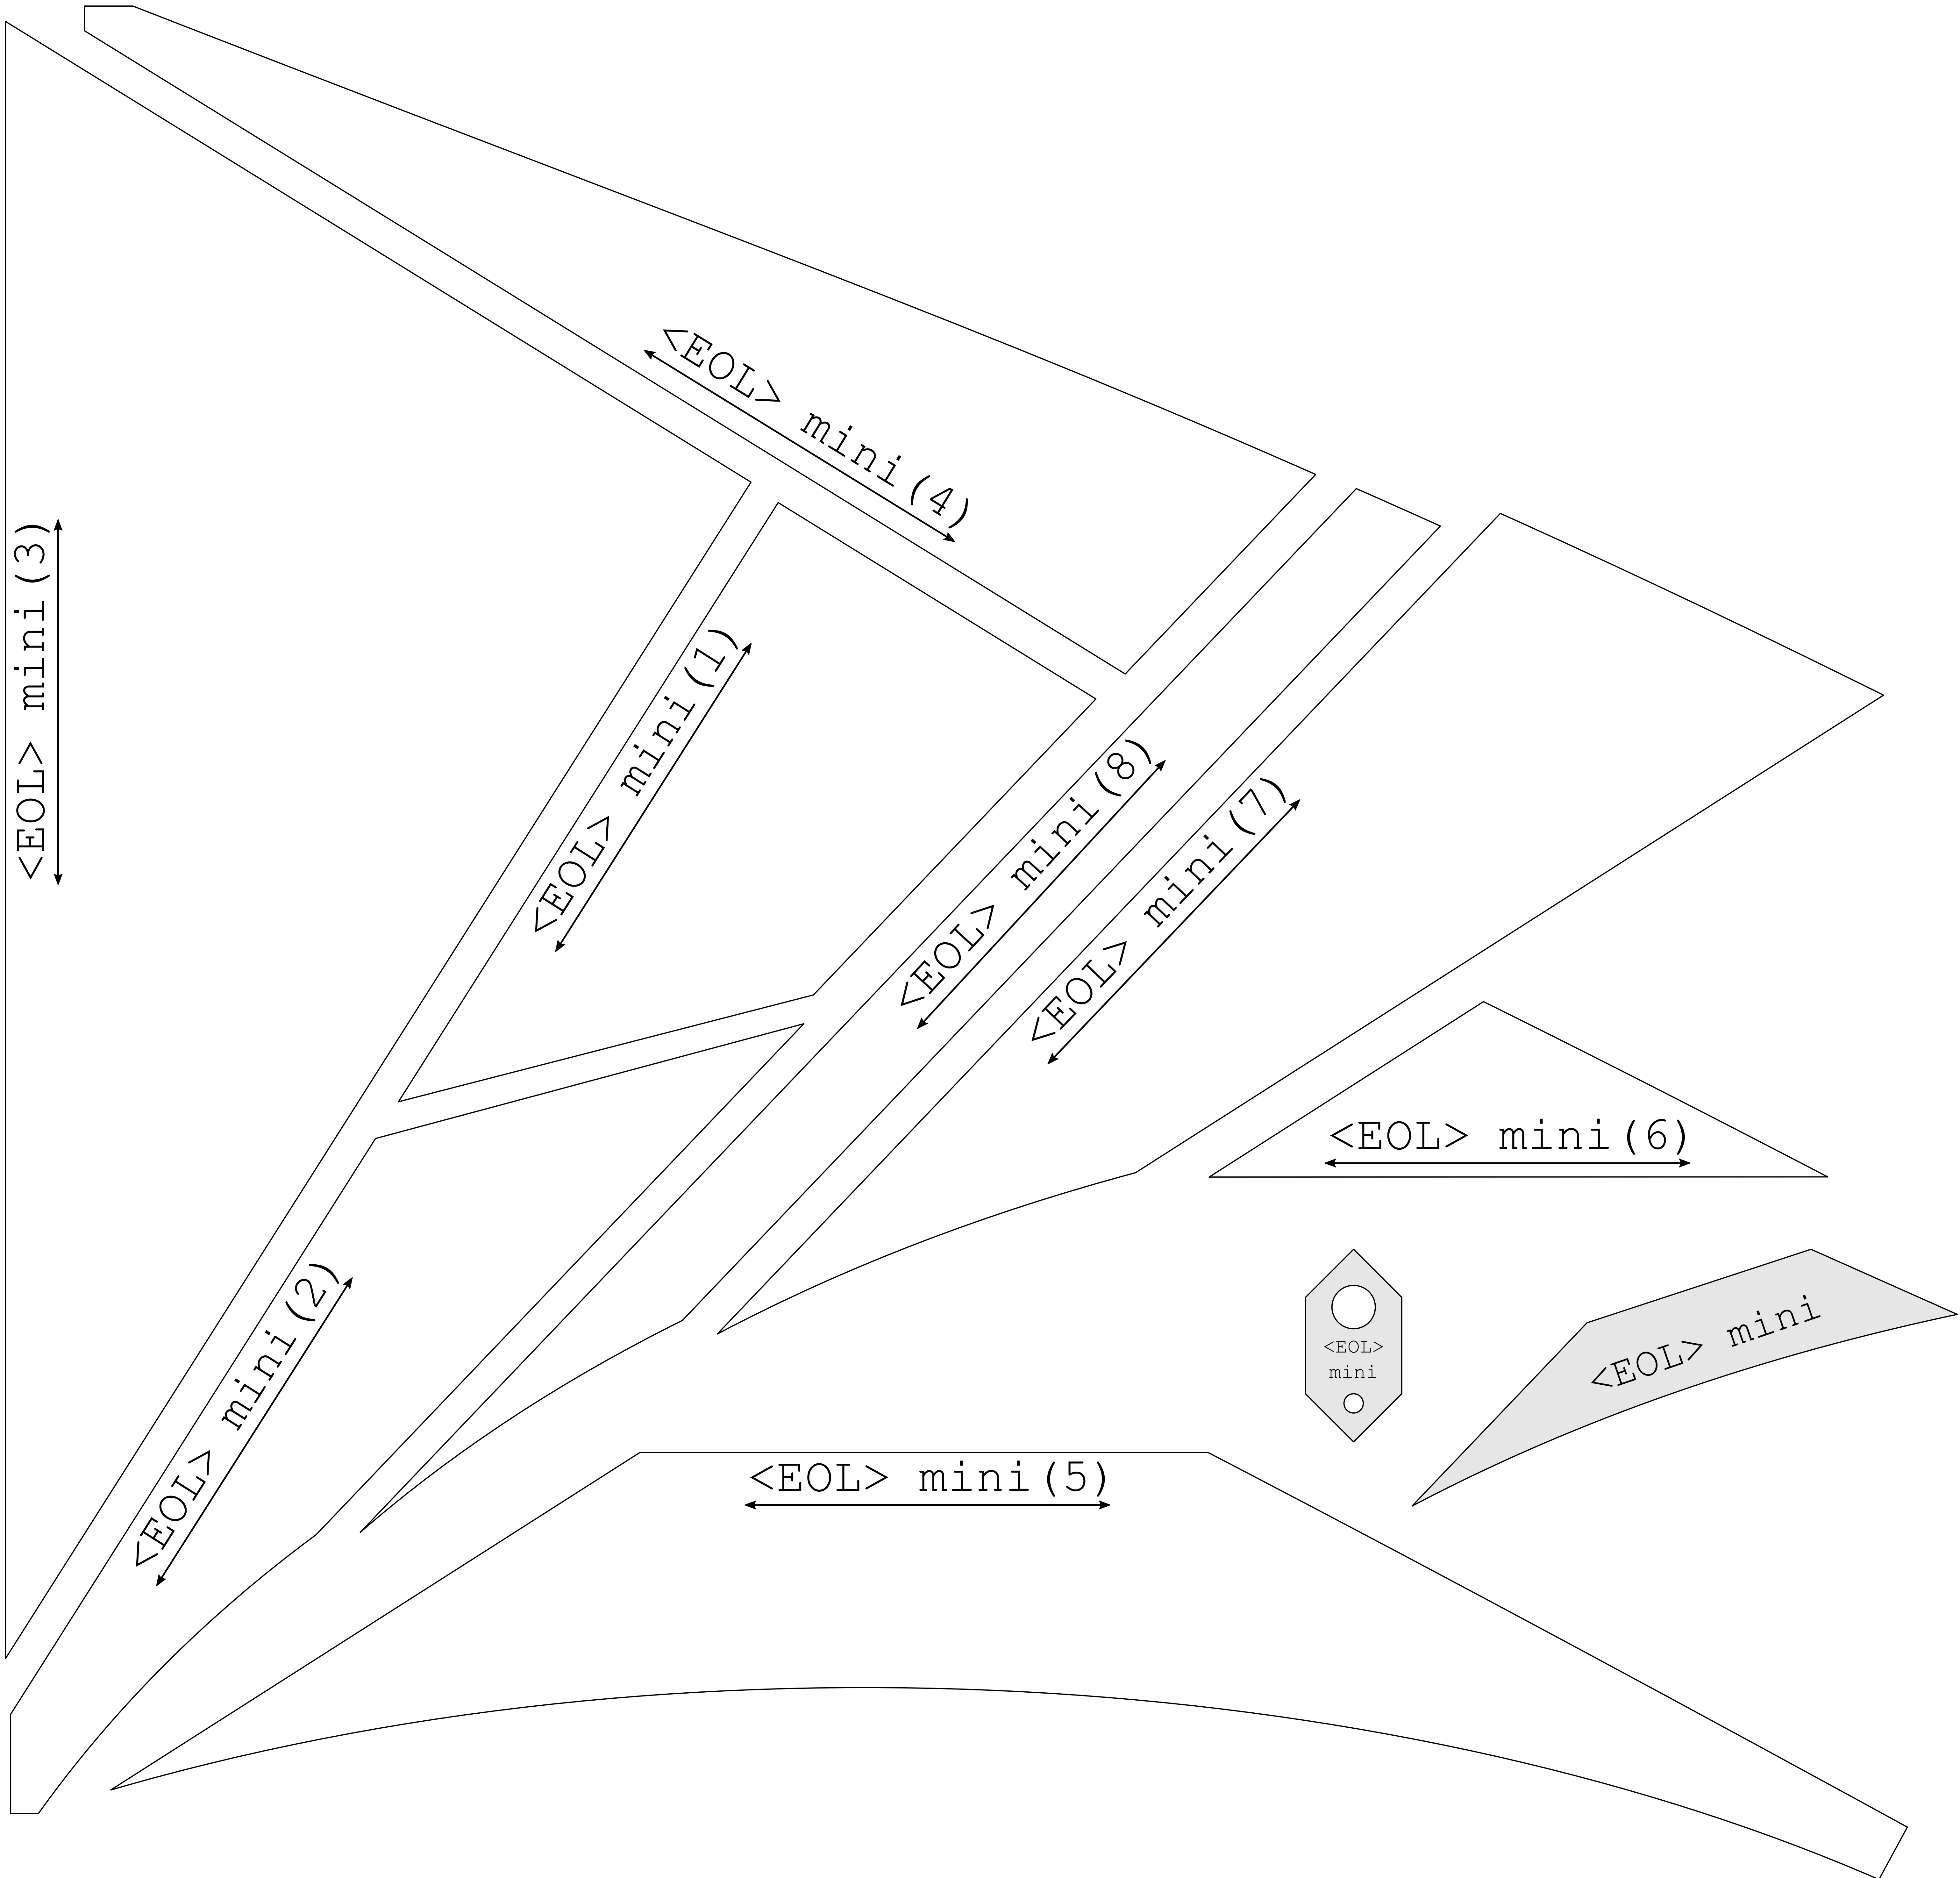 <EOL> mini(4)
<EOL> mini(3)
<EOL> mini(1)
<EOL> mini(8)
<EOL> mini(7)
<EOL> mini(6)
<EOL> mini(2)
<EOL>
mini
<EOL> mini
<EOL> mini(5)